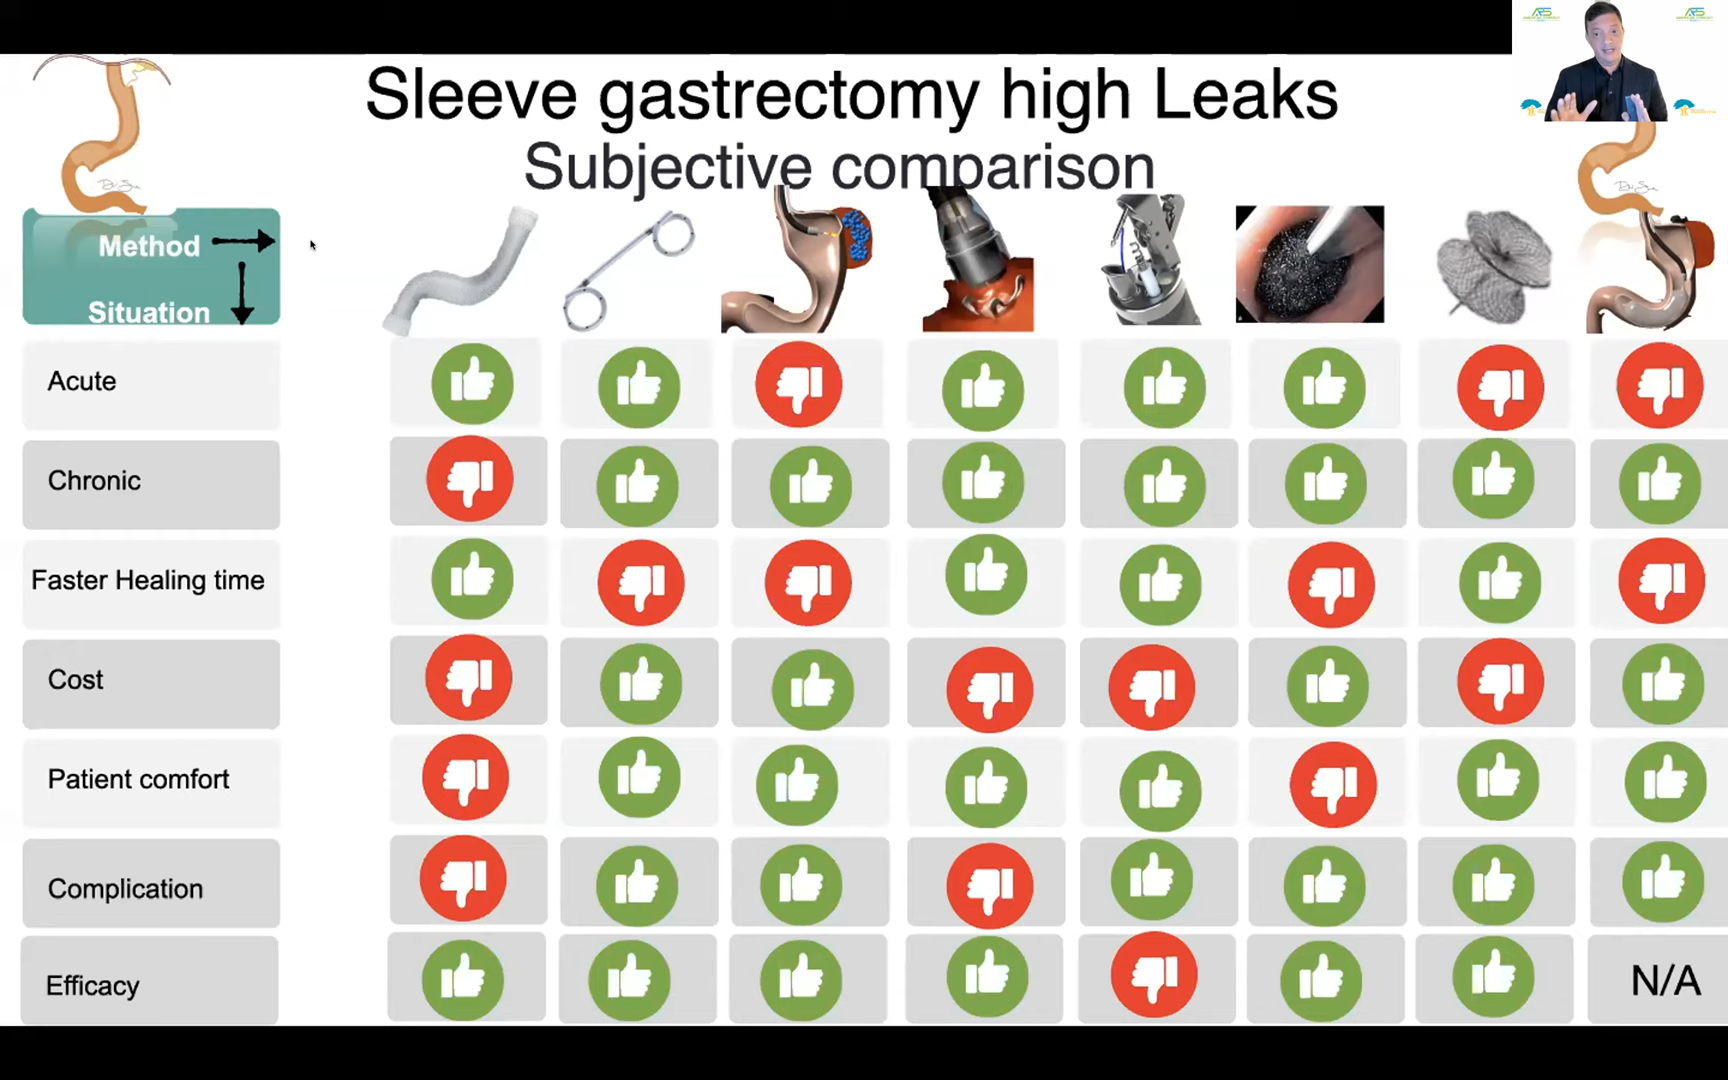 Sleeve gastrectomy high Leaks
Subjective comparison
Method
Situation
Acute
Chronic
Faster Healing time
Cost
Patient comfort
Complication
Efficacy
N/A